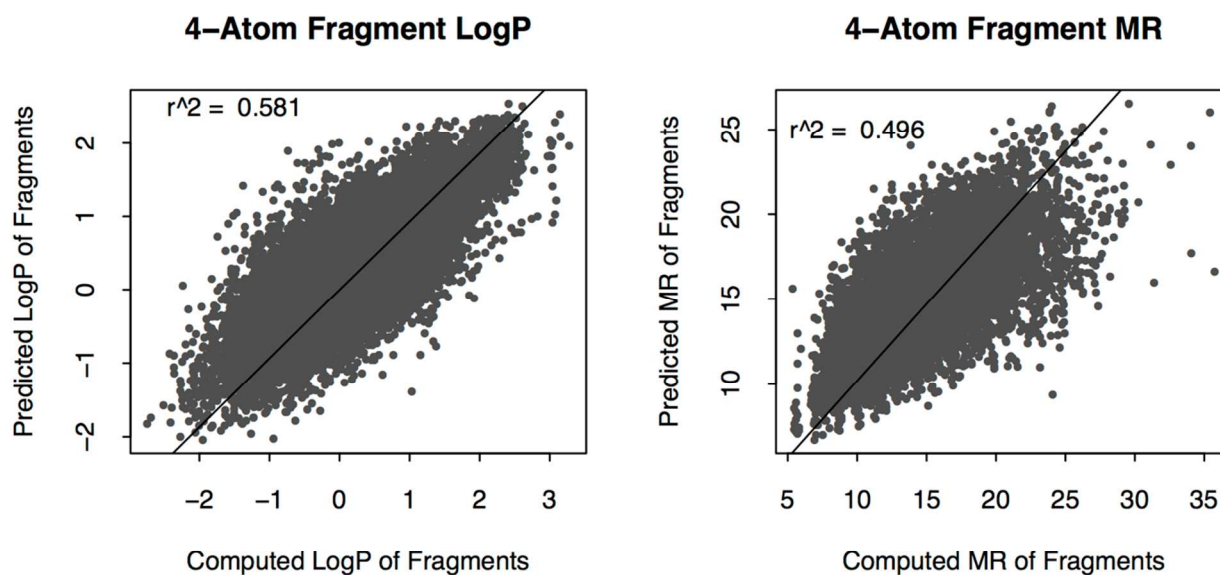 4−Atom Fragment LogP
r^2 = 0.581
Predicted LogP of Fragments
2
1
0
−1
−2
−2 −1 0 1 2 3
Computed LogP of Fragments
4−Atom Fragment MR
r^2 = 0.496
Predicted MR of Fragments
25
20
15
10
5 10 15 20 25 30 35
Computed MR of Fragments